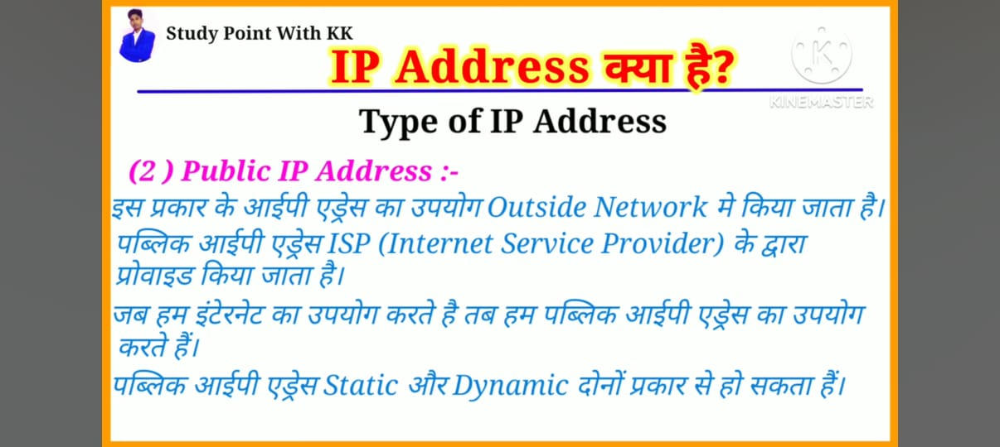 Study Point With KK
IP Address क्या है?
KINEMASTER
Type of IP Address
(2 ) Public IP Address :-
इस प्रकार के आईपी एड्रेस का उपयोग Outside Network मे किया जाता है।
पब्लिक आईपी एड्रेस ISP (Internet Service Provider) के द्वारा
प्रोवाइड किया जाता है।
जब हम इंटरनेट का उपयोग करते है तब हम पब्लिक आईपी एड्रेस का उपयोग
करते हैं।
पब्लिक आईपी एड्रेस Static और Dynamic दोनों प्रकार से हो सकता हैं।